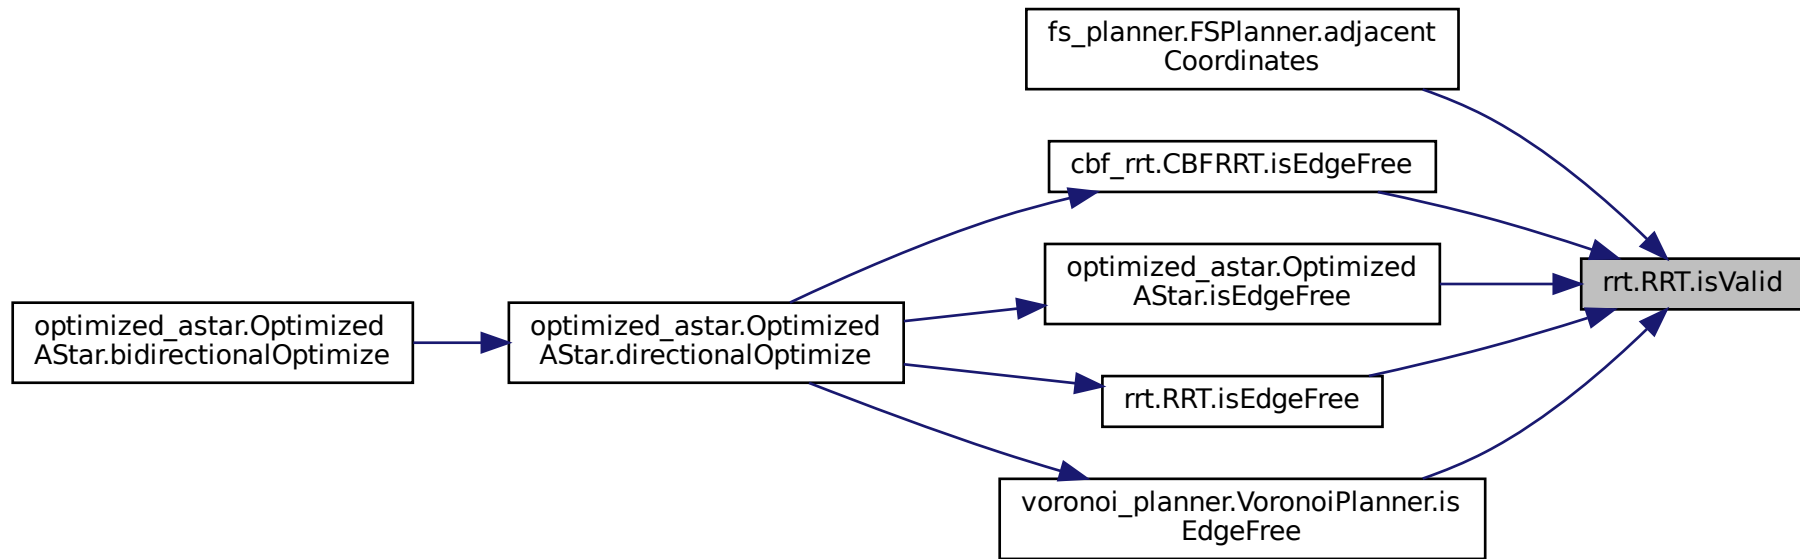 fs_planner.FSPlanner.adjacent
Coordinates
cbf_rrt.CBFRRT.isEdgeFree
optimized_astar.Optimized
AStar.isEdgeFree
rrt.RRT.isValid
optimized_astar.Optimized
AStar.bidirectionalOptimize
optimized_astar.Optimized
AStar.directionalOptimize
rrt.RRT.isEdgeFree
voronoi_planner.VoronoiPlanner.is
EdgeFree